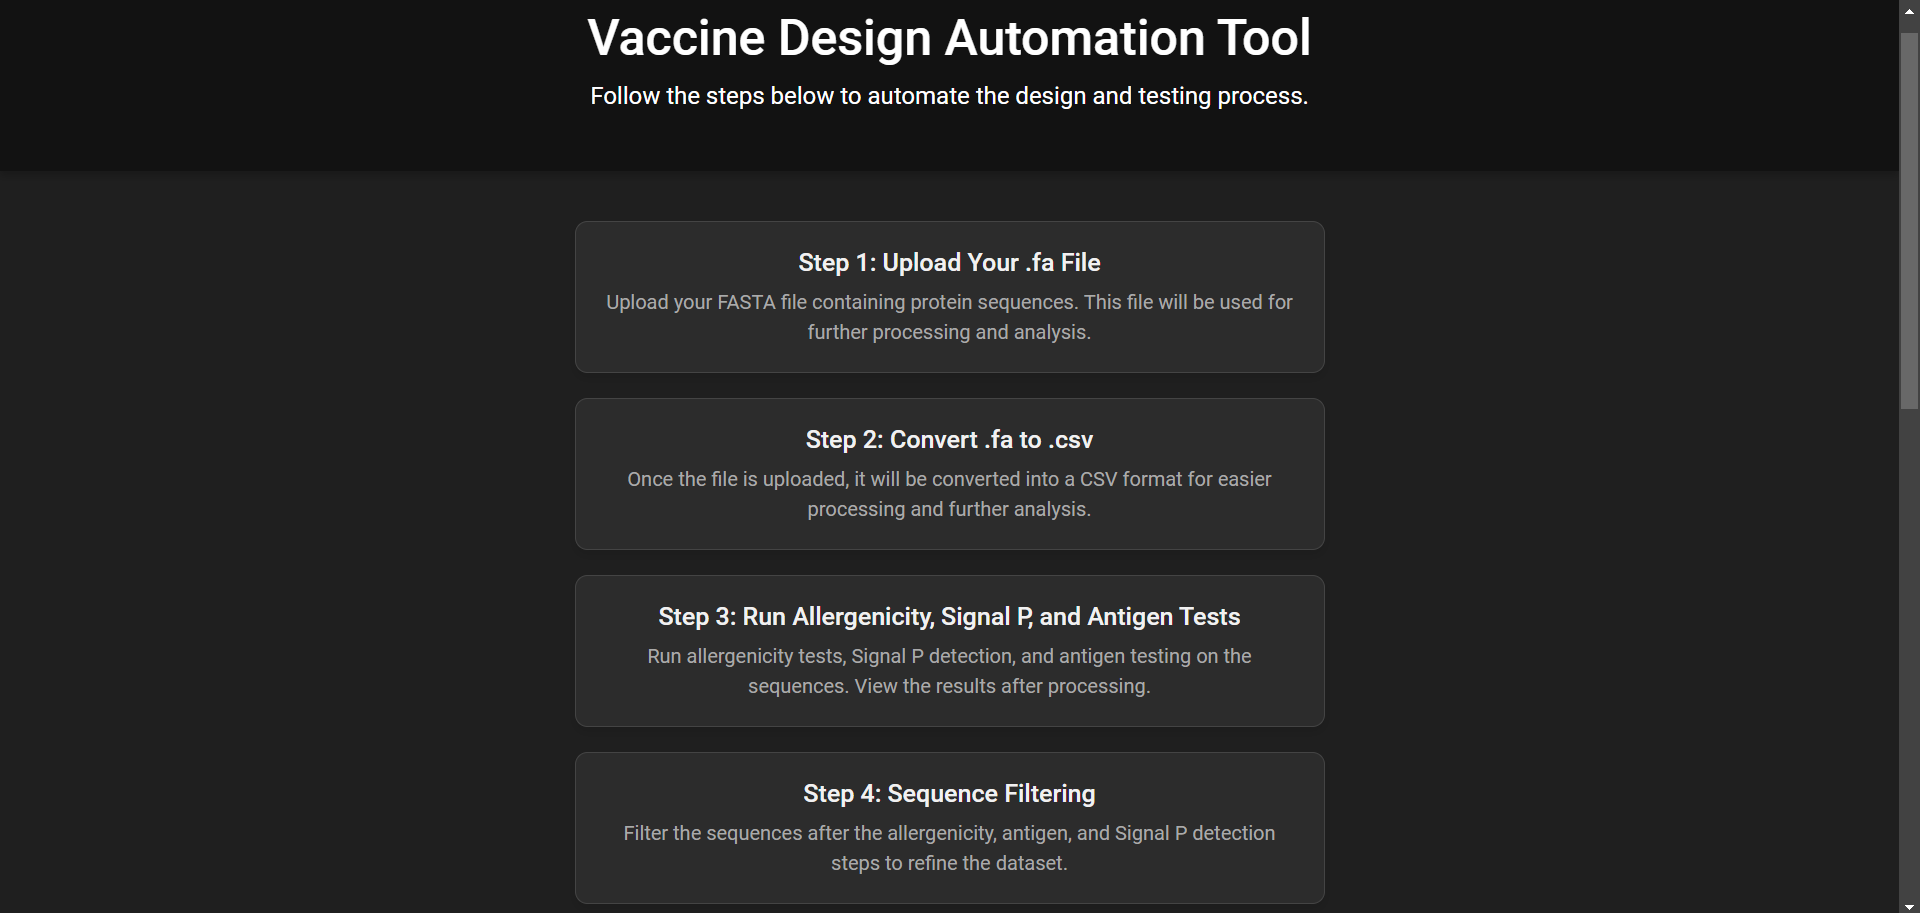 Vaccine Design Automation Tool
Follow the steps below to automate the design and testing process.
Step 1: Upload Your .fa File
Upload your FASTA file containing protein sequences. This file will be used for
further processing and analysis.
Step 2: Convert .fa to .csv
Once the file is uploaded, it will be converted into a CSV format for easier
processing and further analysis.
Step 3: Run Allergenicity, Signal P, and Antigen Tests
Run allergenicity tests, Signal P detection, and antigen testing on the
sequences. View the results after processing.
Step 4: Sequence Filtering
Filter the sequences after the allergenicity, antigen, and Signal P detection
steps to refine the dataset.